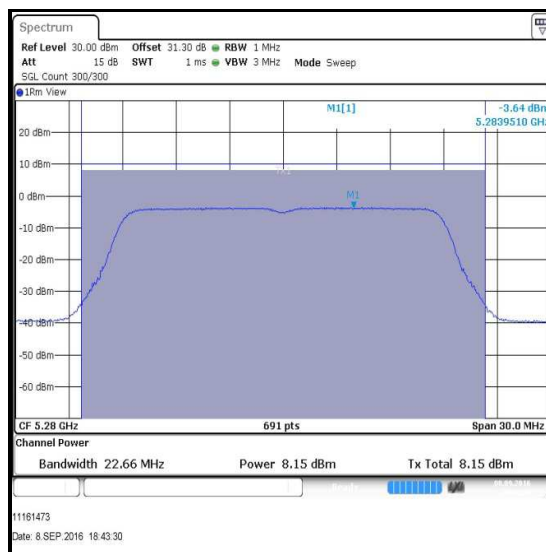 Spectrum
Ref Level 30.00 dBm Offset 31.30 dB RBW 1 MHz
Att 15 dB SWT 1 ms VBW 3 MHz Mode Sweep
SGL Count 300/300
1Rm View
M1[1] -3.64 dBm
5.2839510 GHz
20 dBm
10 dBm
0 dBm
M1
-10 dBm
-20 dBm
-30 dBm
-40 dBm
-50 dBm
-60 dBm
CF 5.28 GHz 691 pts Span 30.0 MHz
Channel Power
Bandwidth 22.66 MHz Power 8.15 dBm Tx Total 8.15 dBm
11161473
Date: 8.SEP.2016 18:43:30